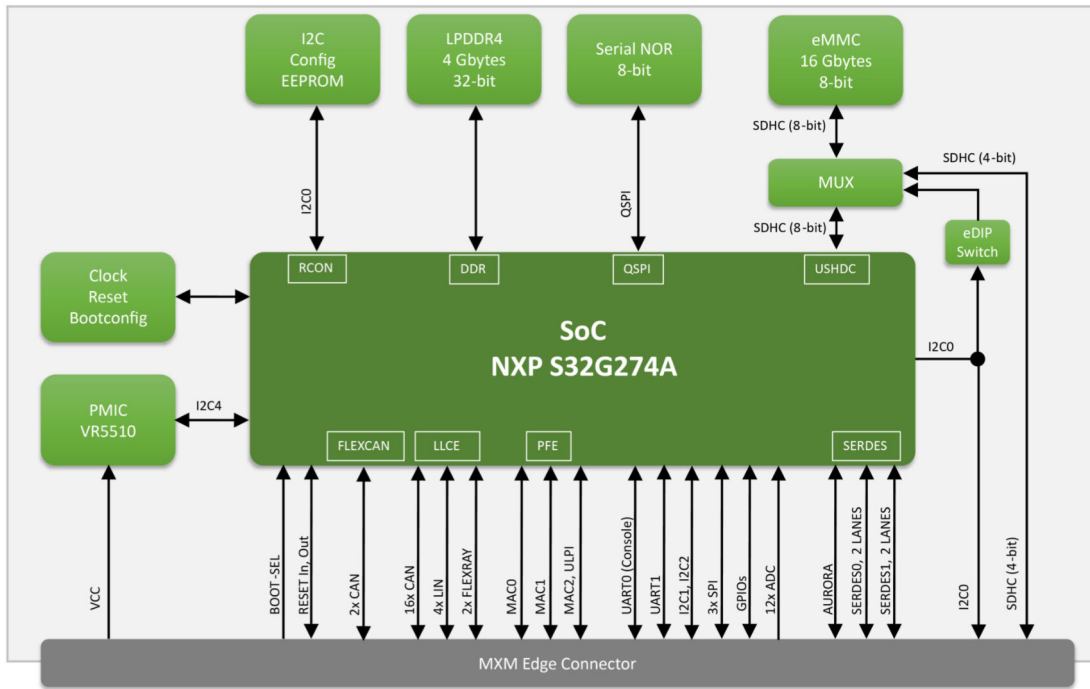 I2C
Config
EEPROM
LPDDR4
4 Gbytes
32-bit
Serial NOR
8-bit
eMMC
16 Gbytes
8-bit
SDHC (8-bit)
SDHC (4-bit)
MUX
I2C0
QSPI
SDHC (8-bit)
eDIP
Switch
RCON
DDR
QSPI
USHDC
Clock
Reset
Bootconfig
SoC
NXP S32G274A
I2C0
PMIC
VR5510
I2C4
FLEXCAN
LLCE
PFE
SERDES
VCC
BOOT-SEL
RESET In, Out
2x CAN
16x CAN
4x LIN
2x FLEXRAY
MAC0
MAC1
MAC2, ULPI
UART0 (Console)
UART1
I2C1, I2C2
3x SPI
GPIOs
12x ADC
AURORA
SERDES0, 2 LANES
SERDES1, 2 LANES
I2C0
SDHC (4-bit)
MXM Edge Connector